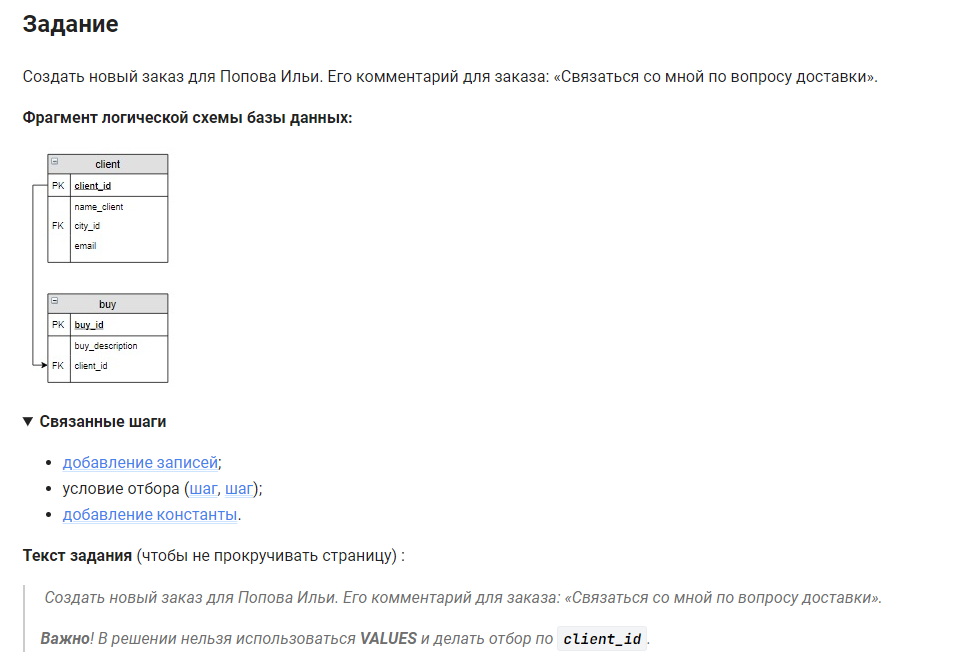 Задание
Создать новый заказ для Попова Ильи. Его комментарий для заказа: «Связаться со мной по вопросу доставки».
Фрагмент логической схемы базы данных:
client
PK client_id
name_client
FK city_id
email
buy
PK buy_id
buy_description
FK client_id
▼ Связанные шаги
• добавление записей;
• условие отбора (шаг, шаг);
• добавление константы.
Текст задания (чтобы не прокручивать страницу) :
Создать новый заказ для Попова Ильи. Его комментарий для заказа: «Связаться со мной по вопросу доставки».
Важно! В решении нельзя использоваться VALUES и делать отбор по client_id.